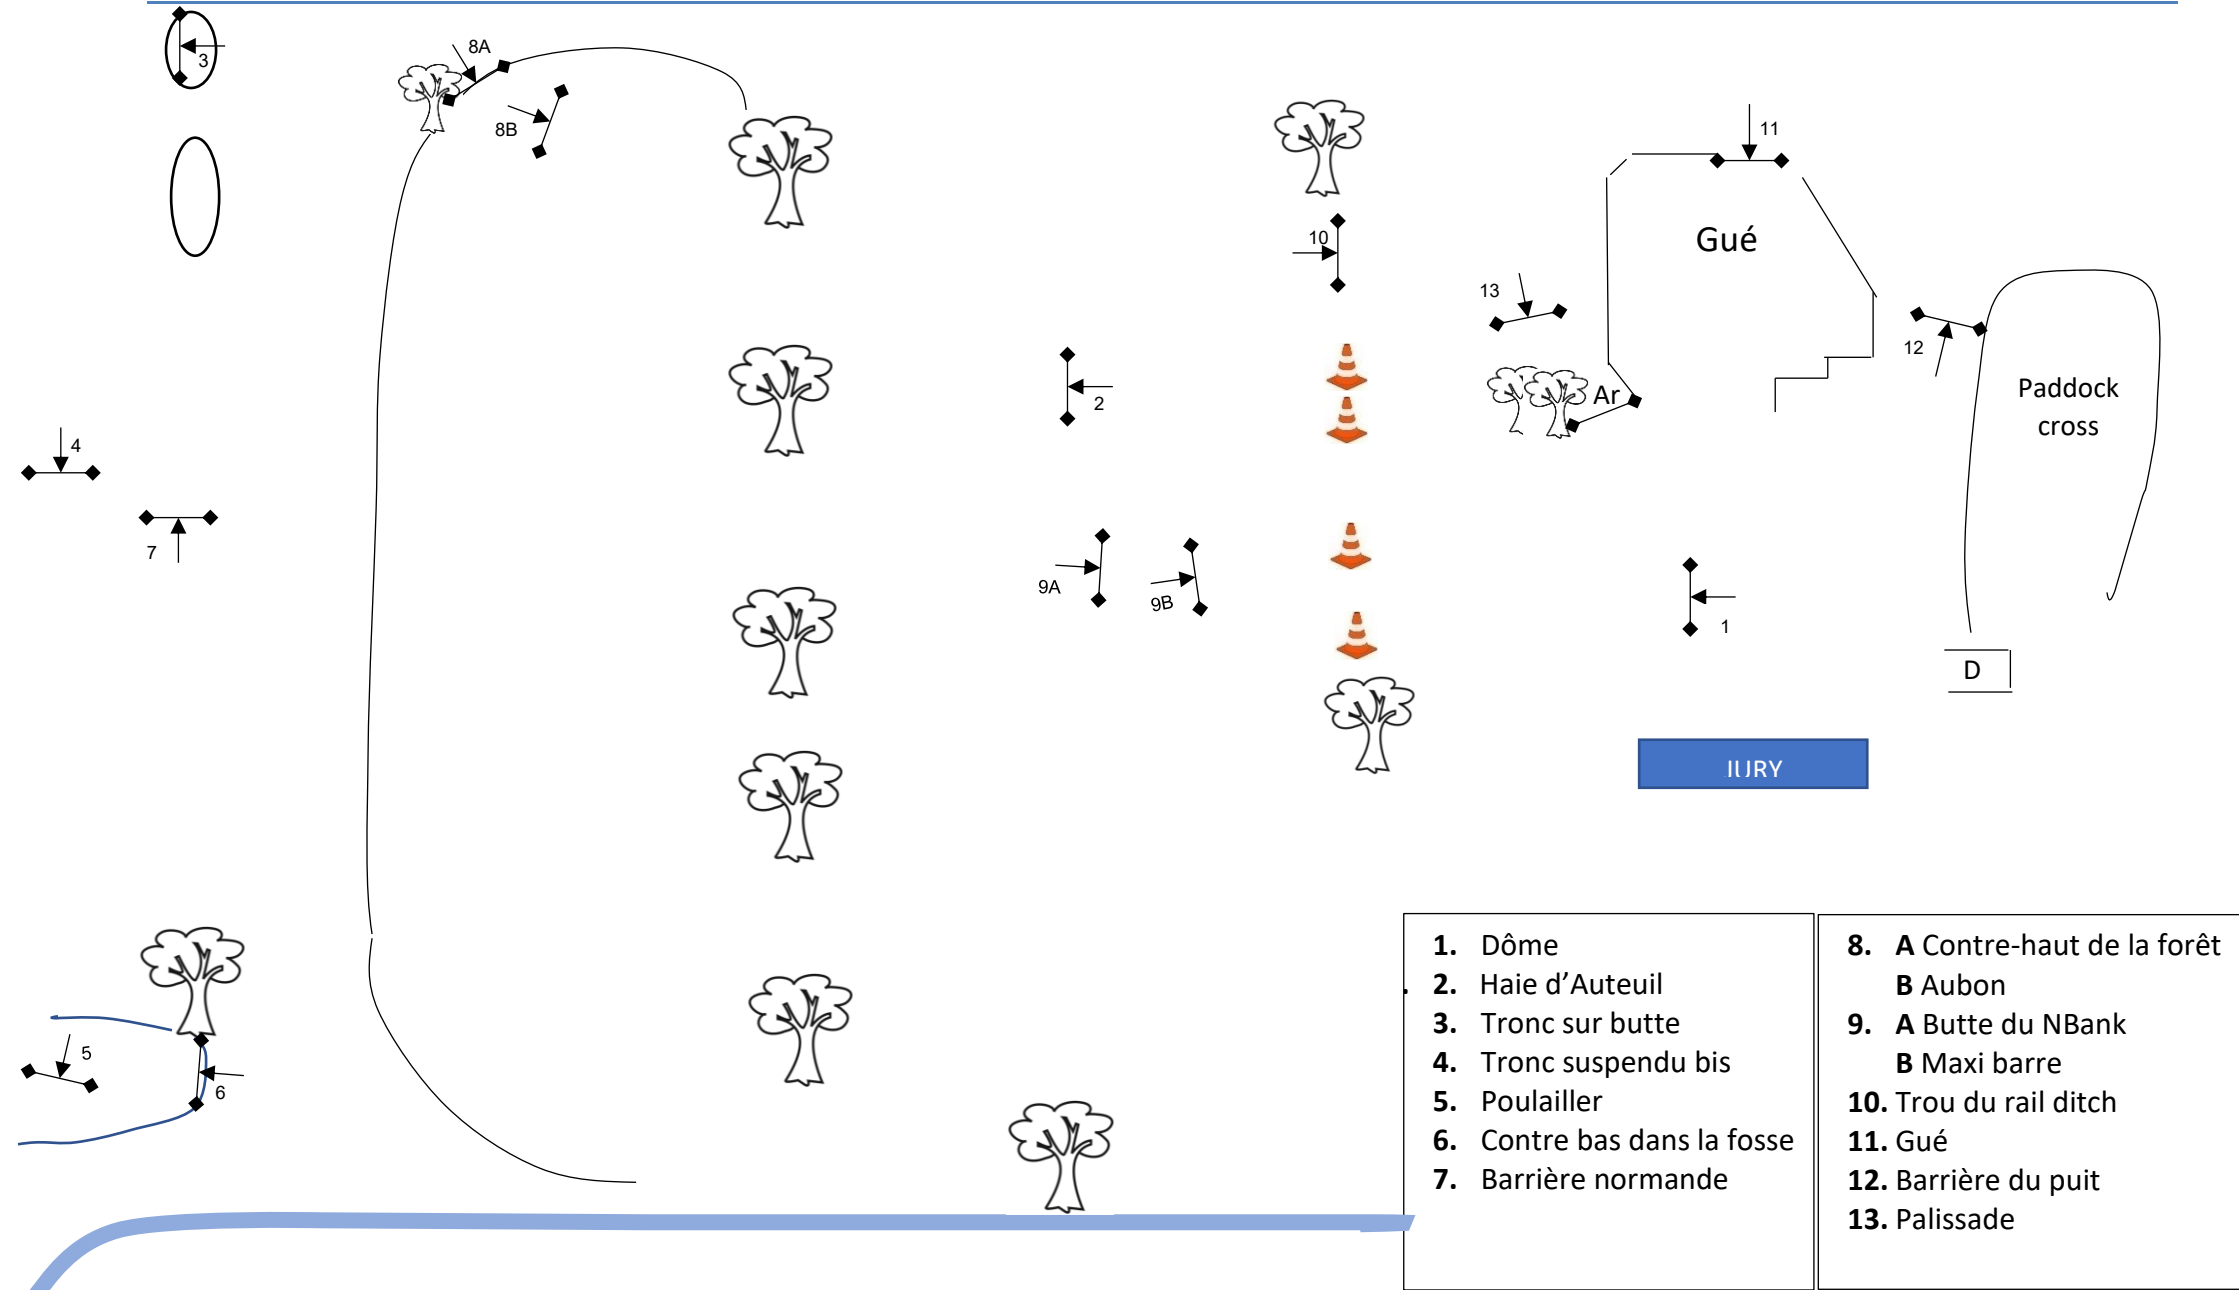 3
8A
8B
11
10
Gué
13
12
2
Ar
Paddock
cross
4
7
9A
9B
1
D
JURY
5
6
1. Dôme
. 2. Haie d’Auteuil
3. Tronc sur butte
4. Tronc suspendu bis
5. Poulailler
6. Contre bas dans la fosse
7. Barrière normande
8. A Contre-haut de la forêt
B Aubon
9. A Butte du NBank
B Maxi barre
10. Trou du rail ditch
11. Gué
12. Barrière du puit
13. Palissade